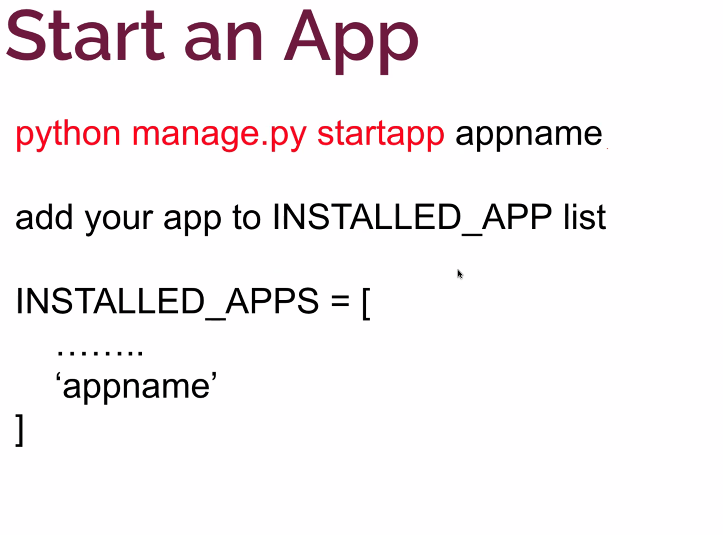 Start an App
python manage.py startapp appname
add your app to INSTALLED_APP list
INSTALLED_APPS = [
……..
‘appname’
]